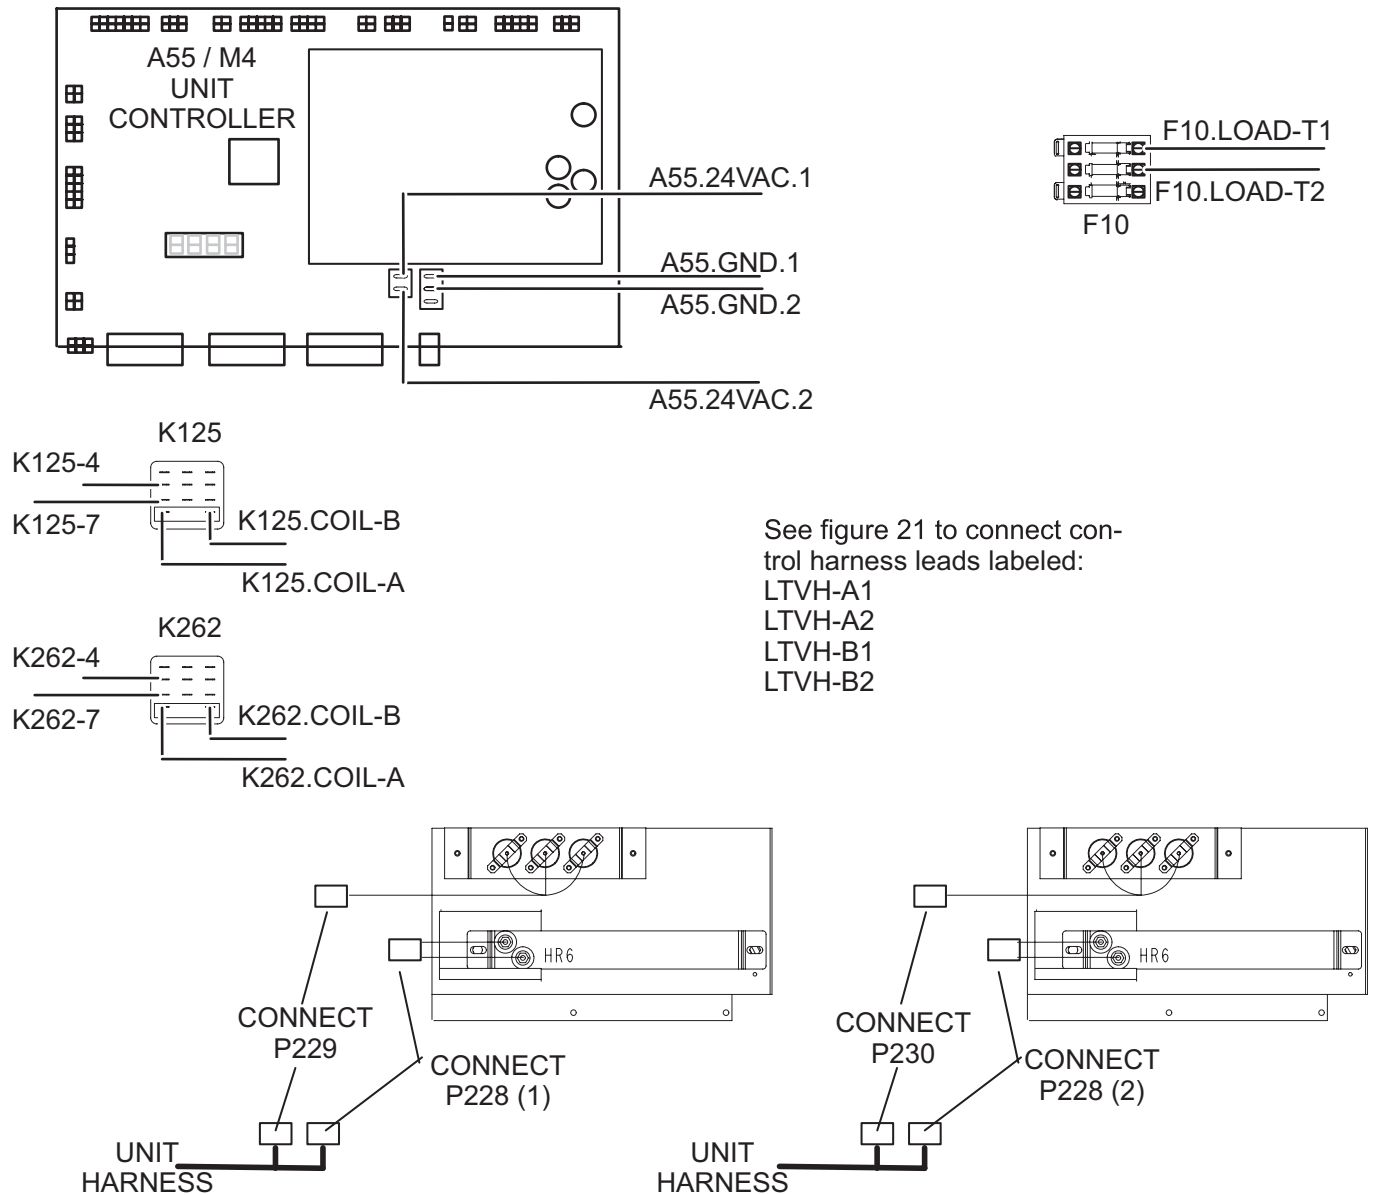 A55 / M4
UNIT
CONTROLLER
A55.24VAC.1
A55.GND.1
A55.GND.2
A55.24VAC.2
F10.LOAD-T1
F10.LOAD-T2
F10
K125
K125-4
K125-7
K125.COIL-B
K125.COIL-A
K262
K262-4
K262-7
K262.COIL-B
K262.COIL-A
See figure 21 to connect con-
trol harness leads labeled:
LTVH-A1
LTVH-A2
LTVH-B1
LTVH-B2
HR6
CONNECT
P229
CONNECT
P228 (1)
UNIT
HARNESS
HR6
CONNECT
P230
CONNECT
P228 (2)
UNIT
HARNESS